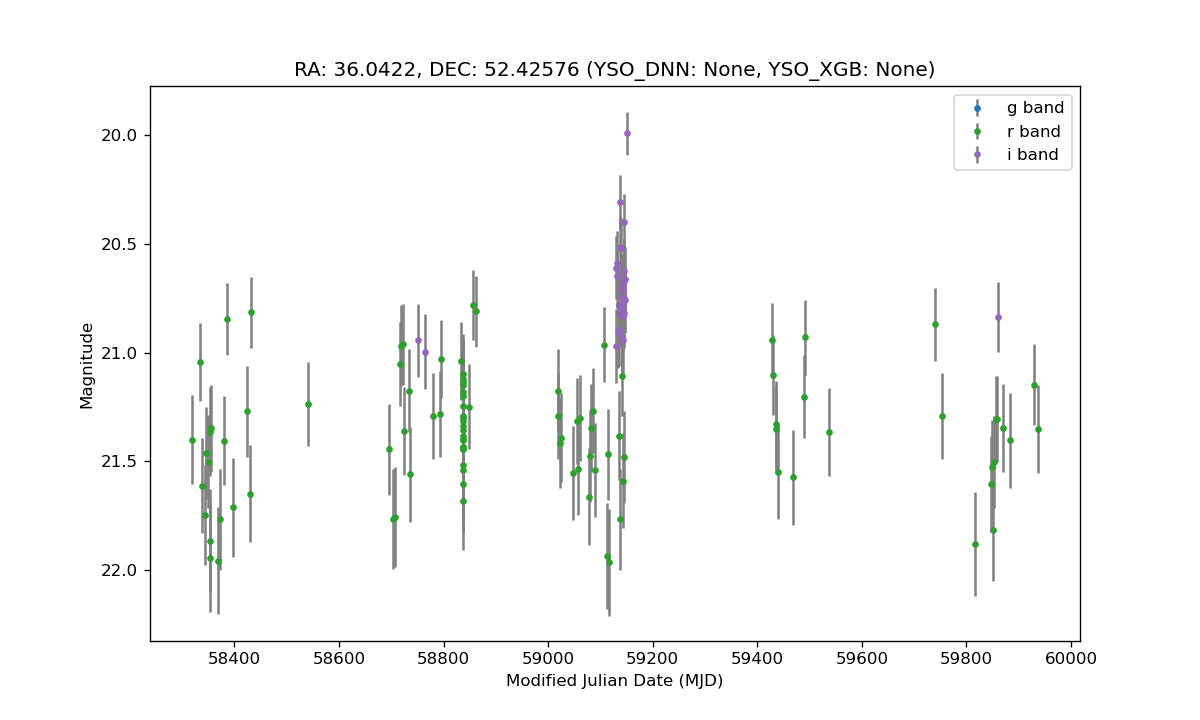 RA: 36.0422, DEC: 52.42576 (YSO_DNN: None, YSO_XGB: None)
g band
r band
i band
20.0
20.5
21.0
21.5
22.0
Magnitude
58400 58600 58800 59000 59200 59400 59600 59800 60000
Modified Julian Date (MJD)